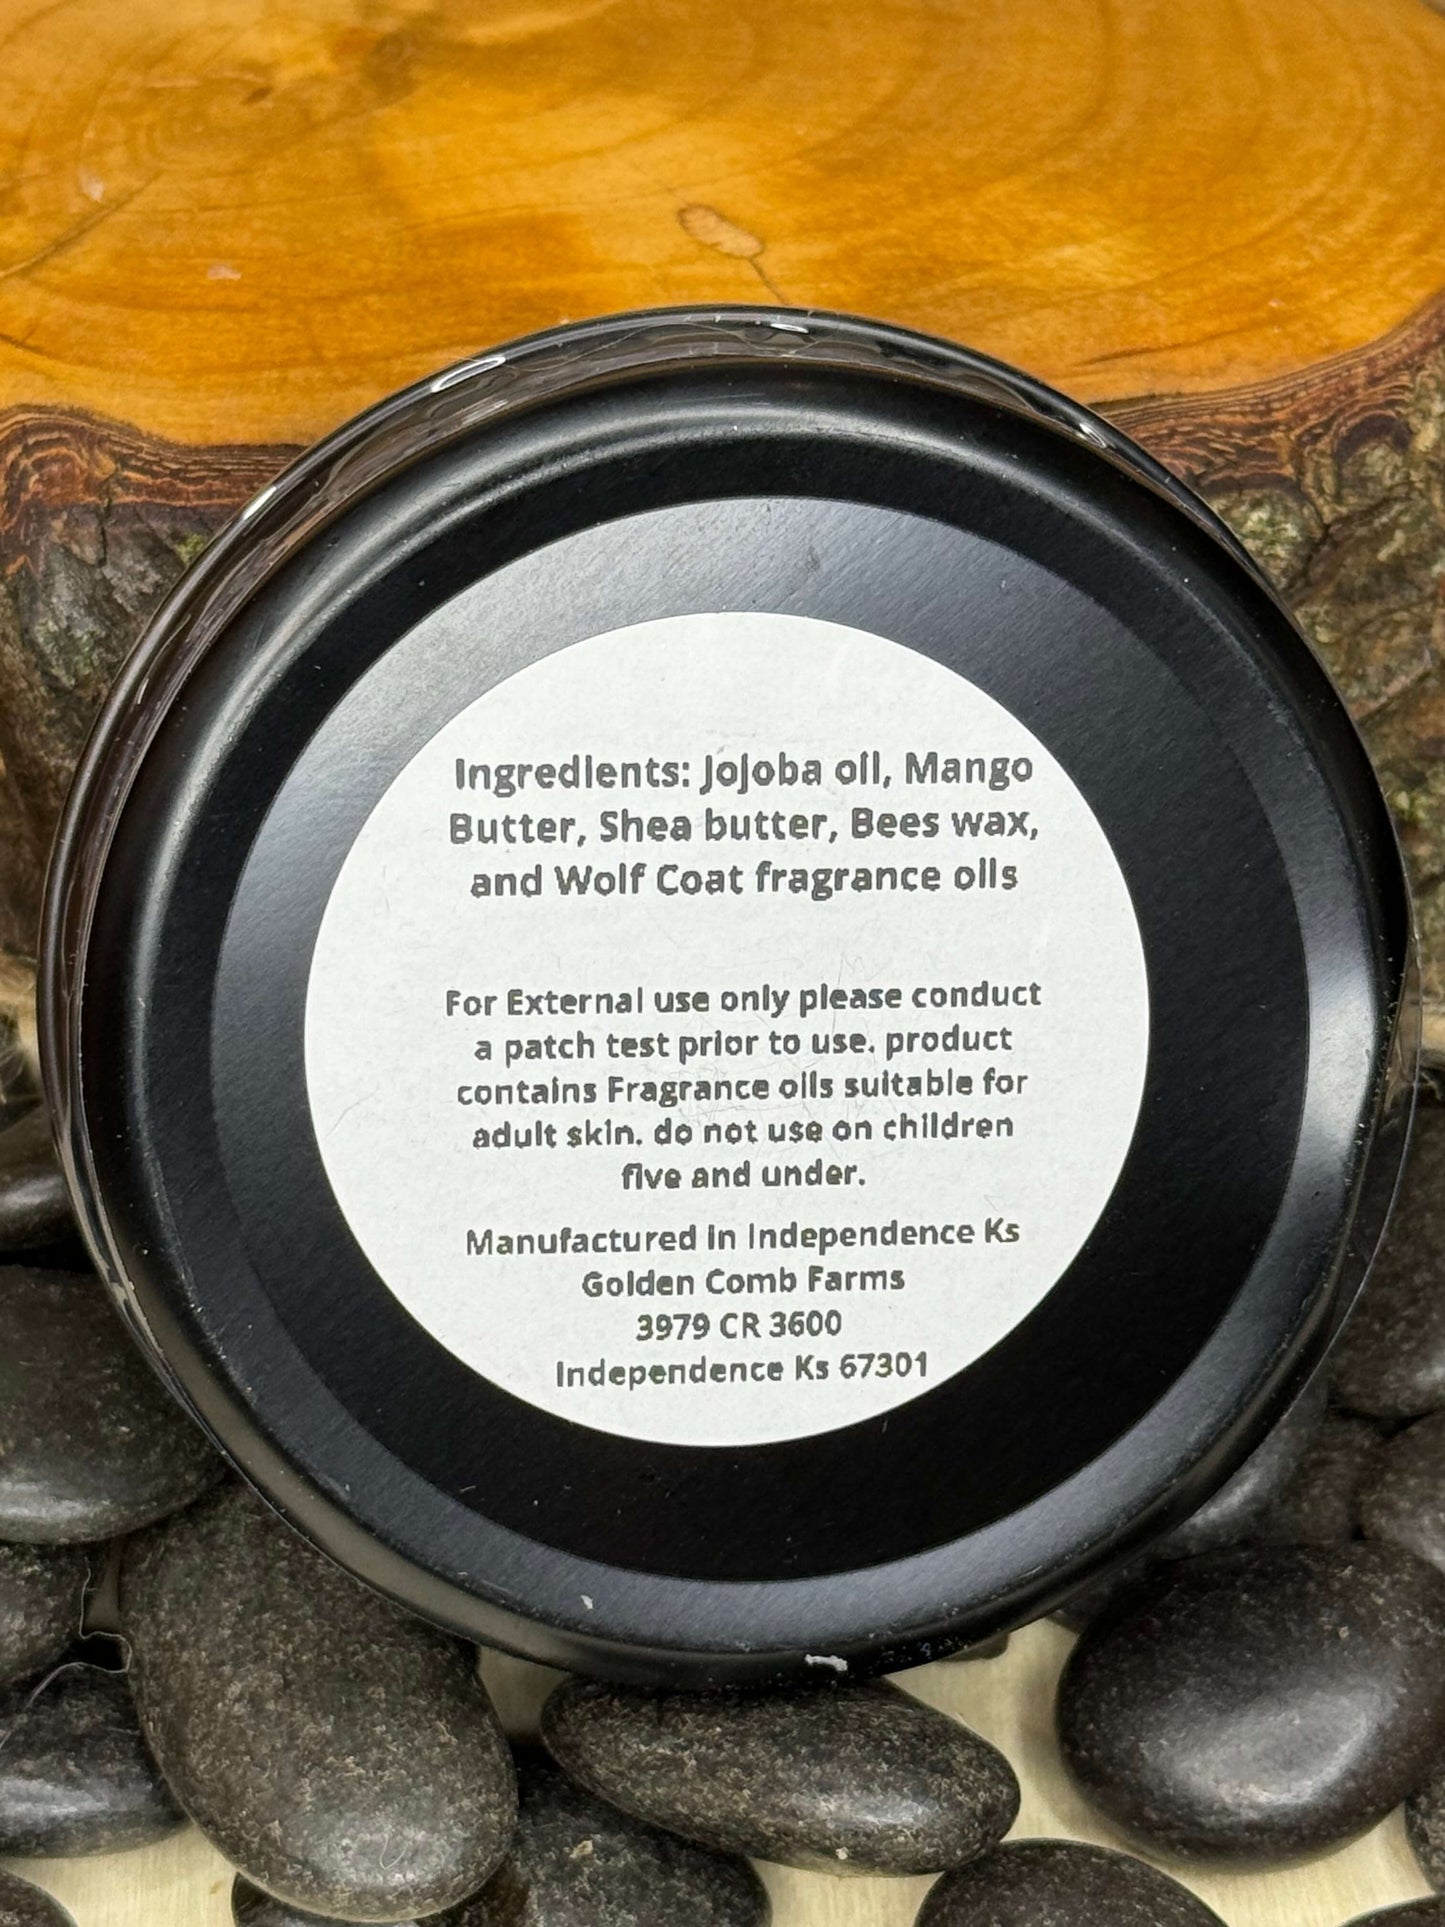 Ingredients: Jojoba oil, Mango
Butter, Shea butter, Bees wax,
and Wolf Coat fragrance oils
For External use only please conduct
a patch test prior to use. product
contains Fragrance oils suitable for
adult skin. do not use on children
five and under.
Manufactured in Independence Ks
Golden Comb Farms
3979 CR 3600
Independence Ks 67301